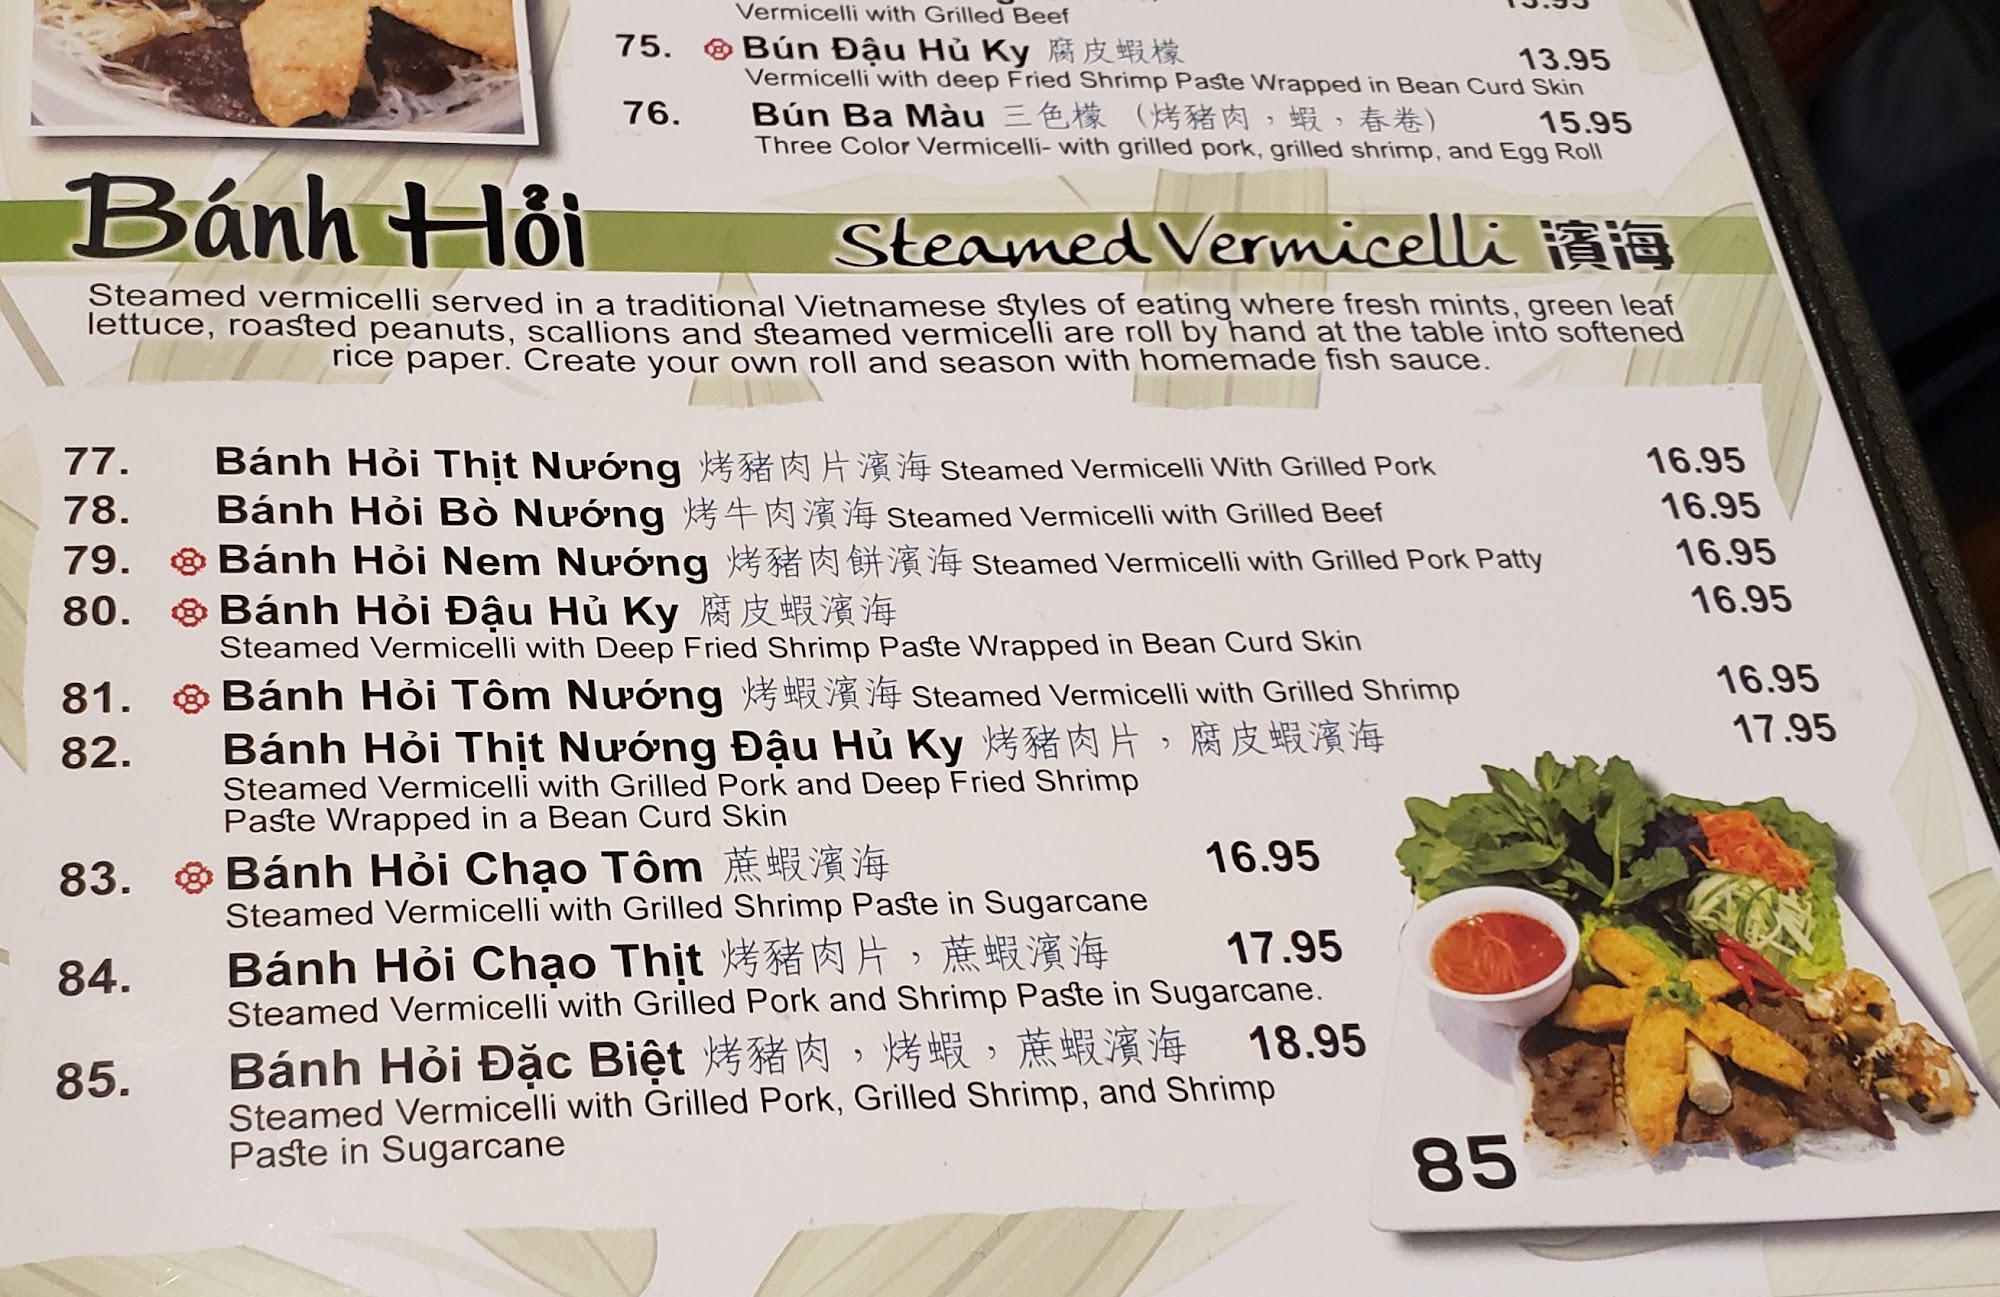 Vermicelli with Grilled Beef
75. Bún Đậu Hủ Ky 腐皮蝦檬 13.95
Vermicelli with deep Fried Shrimp Paste Wrapped in Bean Curd Skin
76. Bún Ba Màu 三色檬 (烤豬肉，蝦，春卷) 15.95
Three Color Vermicelli- with grilled pork, grilled shrimp, and Egg Roll
Bánh Hỏi Steamed Vermicelli 濱海
Steamed vermicelli served in a traditional Vietnamese styles of eating where fresh mints, green leaf
lettuce, roasted peanuts, scallions and steamed vermicelli are roll by hand at the table into softened
rice paper. Create your own roll and season with homemade fish sauce.
77. Bánh Hỏi Thịt Nướng 烤豬肉片濱海 Steamed Vermicelli With Grilled Pork 16.95
78. Bánh Hỏi Bò Nướng 烤牛肉濱海 Steamed Vermicelli with Grilled Beef 16.95
79. Bánh Hỏi Nem Nướng 烤豬肉餅濱海 Steamed Vermicelli with Grilled Pork Patty 16.95
80. Bánh Hỏi Đậu Hủ Ky 腐皮蝦濱海 16.95
Steamed Vermicelli with Deep Fried Shrimp Paste Wrapped in Bean Curd Skin
81. Bánh Hỏi Tôm Nướng 烤蝦濱海 Steamed Vermicelli with Grilled Shrimp 16.95
82. Bánh Hỏi Thịt Nướng Đậu Hủ Ky 烤豬肉片，腐皮蝦濱海 17.95
Steamed Vermicelli with Grilled Pork and Deep Fried Shrimp
Paste Wrapped in a Bean Curd Skin
83. Bánh Hỏi Chạo Tôm 蔗蝦濱海 16.95
Steamed Vermicelli with Grilled Shrimp Paste in Sugarcane
84. Bánh Hỏi Chạo Thịt 烤豬肉片，蔗蝦濱海 17.95
Steamed Vermicelli with Grilled Pork and Shrimp Paste in Sugarcane.
85. Bánh Hỏi Đặc Biệt 烤豬肉，烤蝦，蔗蝦濱海 18.95
Steamed Vermicelli with Grilled Pork, Grilled Shrimp, and Shrimp
Paste in Sugarcane
85